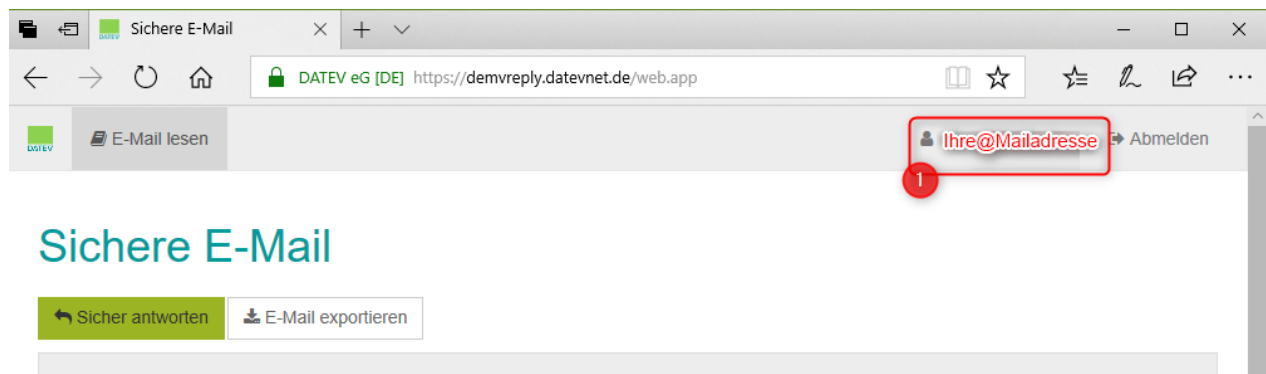 Sichere E-Mail
DATEV eG [DE] https://demvreply.datevnet.de/web.app
DATEV E-Mail lesen Ihre@Mailadresse Abmelden
1
Sichere E-Mail
Sicher antworten E-Mail exportieren